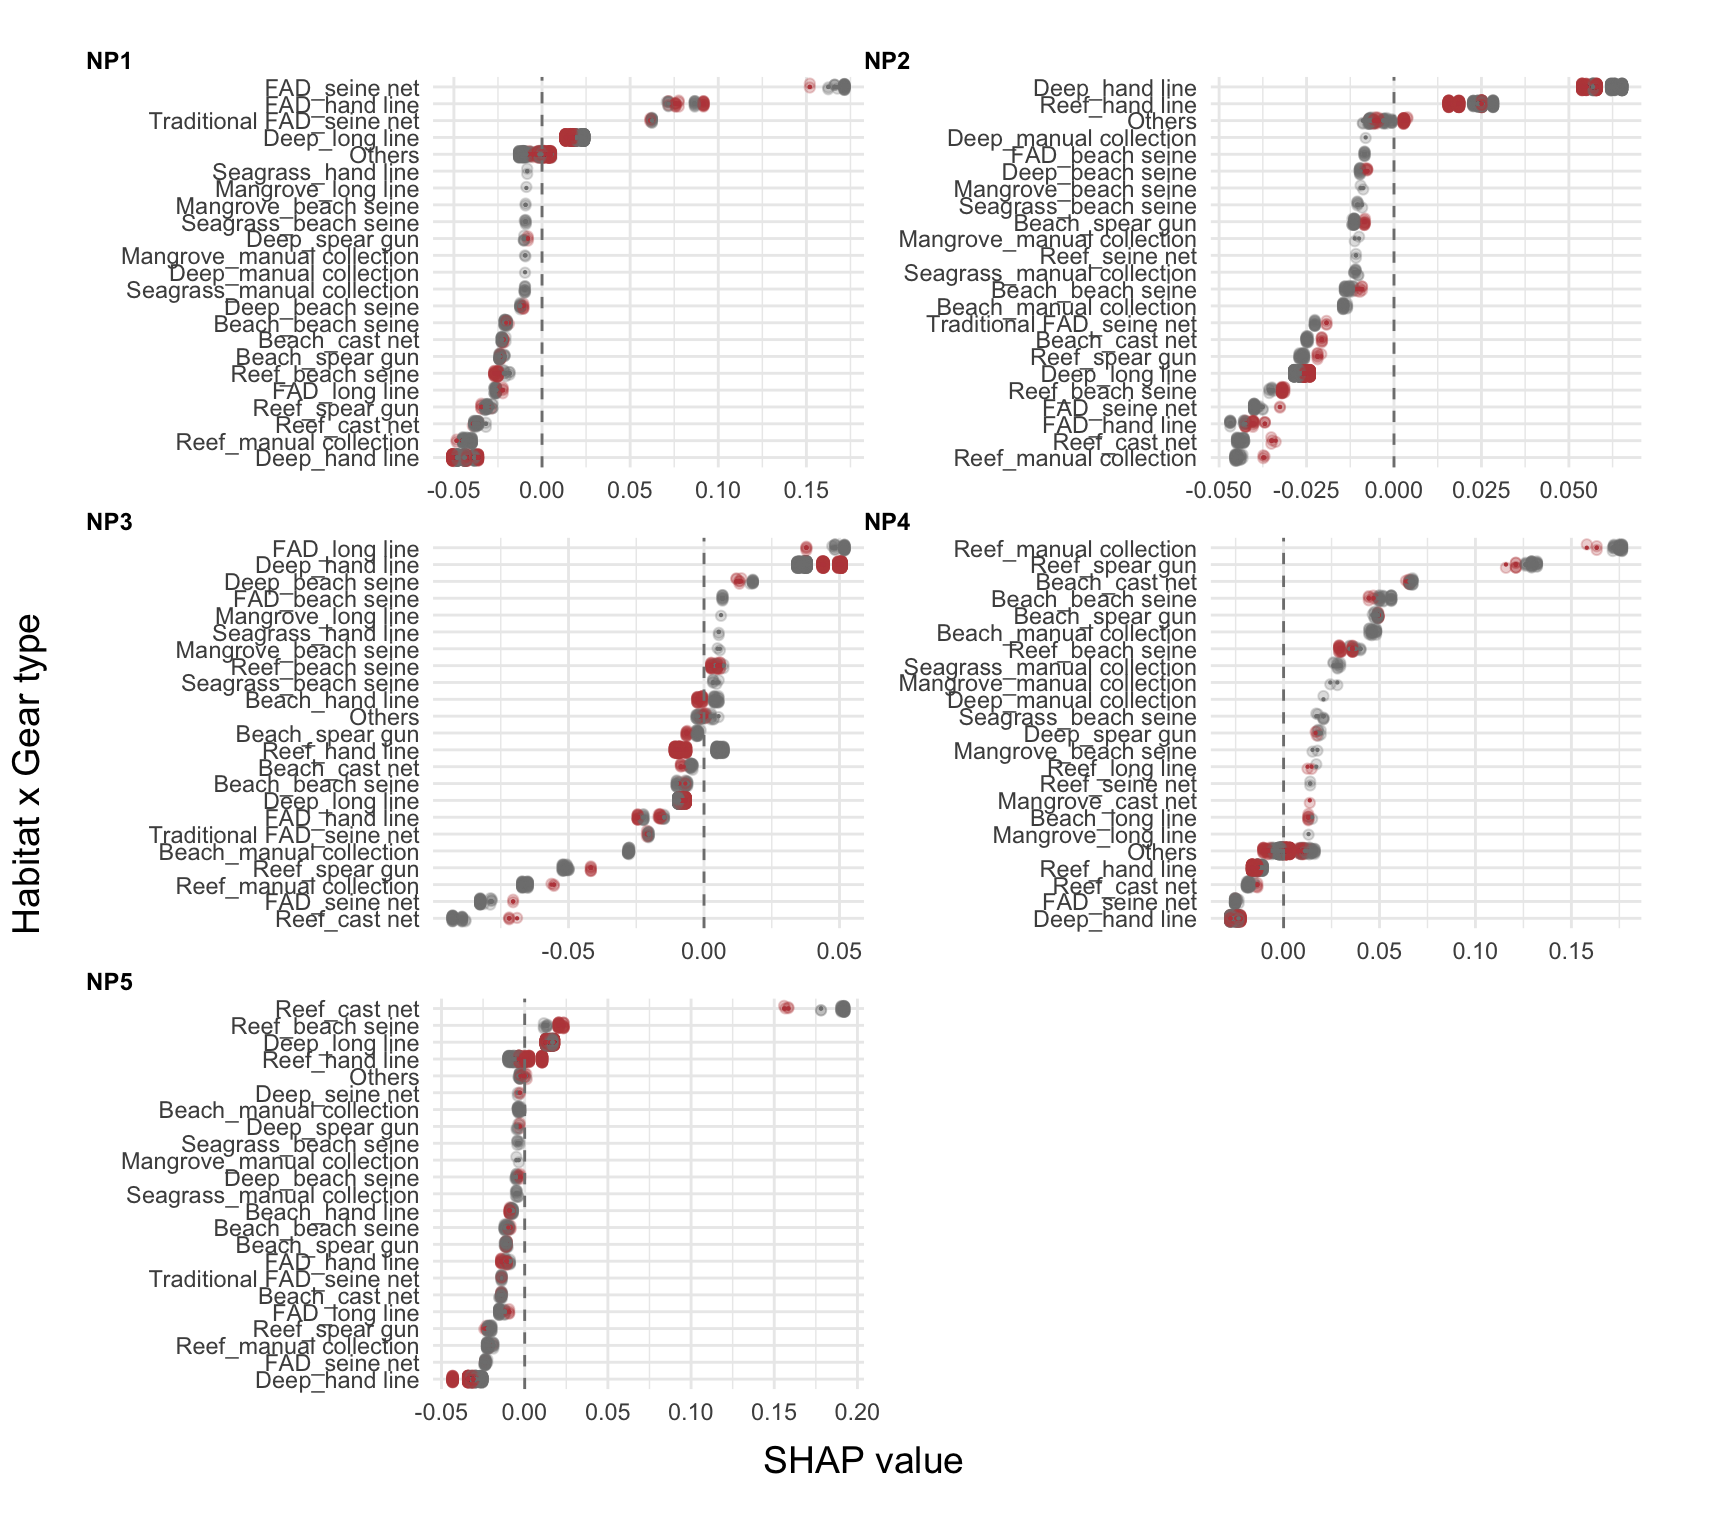 NP1
FAD_seine net
FAD_hand line
Traditional FAD_seine net
Deep_long line
Others
Seagrass_hand line
Mangrove_long line
Mangrove_beach seine
Seagrass_beach seine
Deep_spear gun
Mangrove_manual collection
Deep_manual collection
Seagrass_manual collection
Deep_beach seine
Beach_beach seine
Beach_cast net
Beach_spear gun
Reef_beach seine
FAD_long line
Reef_spear gun
Reef_cast net
Reef_manual collection
Deep_hand line
-0.05 0.00 0.05 0.10 0.15
NP2
Deep_hand line
Reef_hand line
Others
Deep_manual collection
FAD_beach seine
Deep_beach seine
Mangrove_beach seine
Seagrass_beach seine
Beach_spear gun
Mangrove_manual collection
Reef_seine net
Seagrass_manual collection
Beach_beach seine
Beach_manual collection
Traditional FAD_seine net
Beach_cast net
Reef_spear gun
Deep_long line
Reef_beach seine
FAD_seine net
FAD_hand line
Reef_cast net
Reef_manual collection
-0.050 -0.025 0.000 0.025 0.050
NP3
FAD_long line
Deep_hand line
Deep_beach seine
FAD_beach seine
Mangrove_long line
Seagrass_hand line
Mangrove_beach seine
Reef_beach seine
Seagrass_beach seine
Beach_hand line
Others
Beach_spear gun
Reef_hand line
Beach_cast net
Beach_beach seine
Deep_long line
FAD_hand line
Traditional FAD_seine net
Beach_manual collection
Reef_spear gun
Reef_manual collection
FAD_seine net
Reef_cast net
-0.05 0.00 0.05
NP4
Reef_manual collection
Reef_spear gun
Beach_cast net
Beach_beach seine
Beach_spear gun
Beach_manual collection
Reef_beach seine
Seagrass_manual collection
Mangrove_manual collection
Deep_manual collection
Seagrass_beach seine
Deep_spear gun
Mangrove_beach seine
Reef_long line
Reef_seine net
Mangrove_cast net
Beach_long line
Mangrove_long line
Others
Reef_hand line
Reef_cast net
FAD_seine net
Deep_hand line
0.00 0.05 0.10 0.15
NP5
Reef_cast net
Reef_beach seine
Deep_long line
Reef_hand line
Others
Deep_seine net
Beach_manual collection
Deep_spear gun
Seagrass_beach seine
Mangrove_manual collection
Deep_beach seine
Seagrass_manual collection
Beach_hand line
Beach_beach seine
Beach_spear gun
FAD_hand line
Traditional FAD_seine net
Beach_cast net
FAD_long line
Reef_spear gun
Reef_manual collection
FAD_seine net
Deep_hand line
-0.05 0.00 0.05 0.10 0.15 0.20
Habitat x Gear type
SHAP value